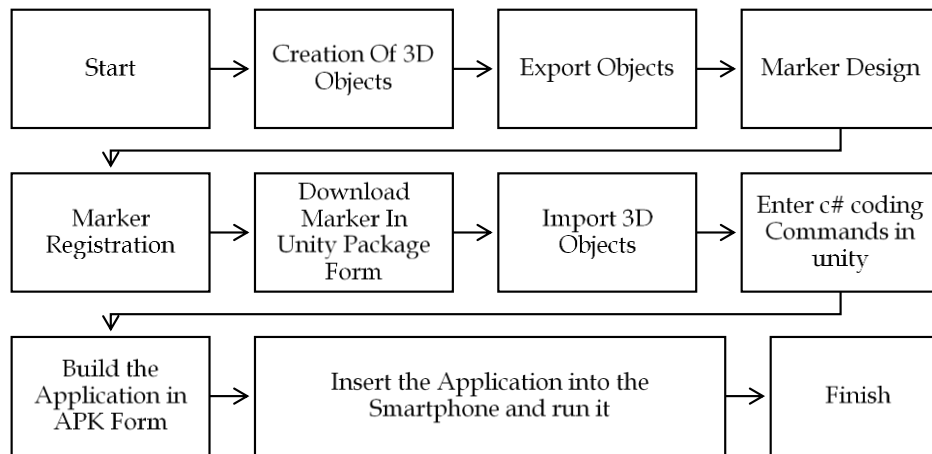 Start
Creation Of 3D
Objects
Export Objects
Marker Design
Marker
Registration
Download
Marker In
Unity Package
Form
Import 3D
Objects
Enter c# coding
Commands in
unity
Build the
Application in
APK Form
Insert the Application into the
Smartphone and run it
Finish